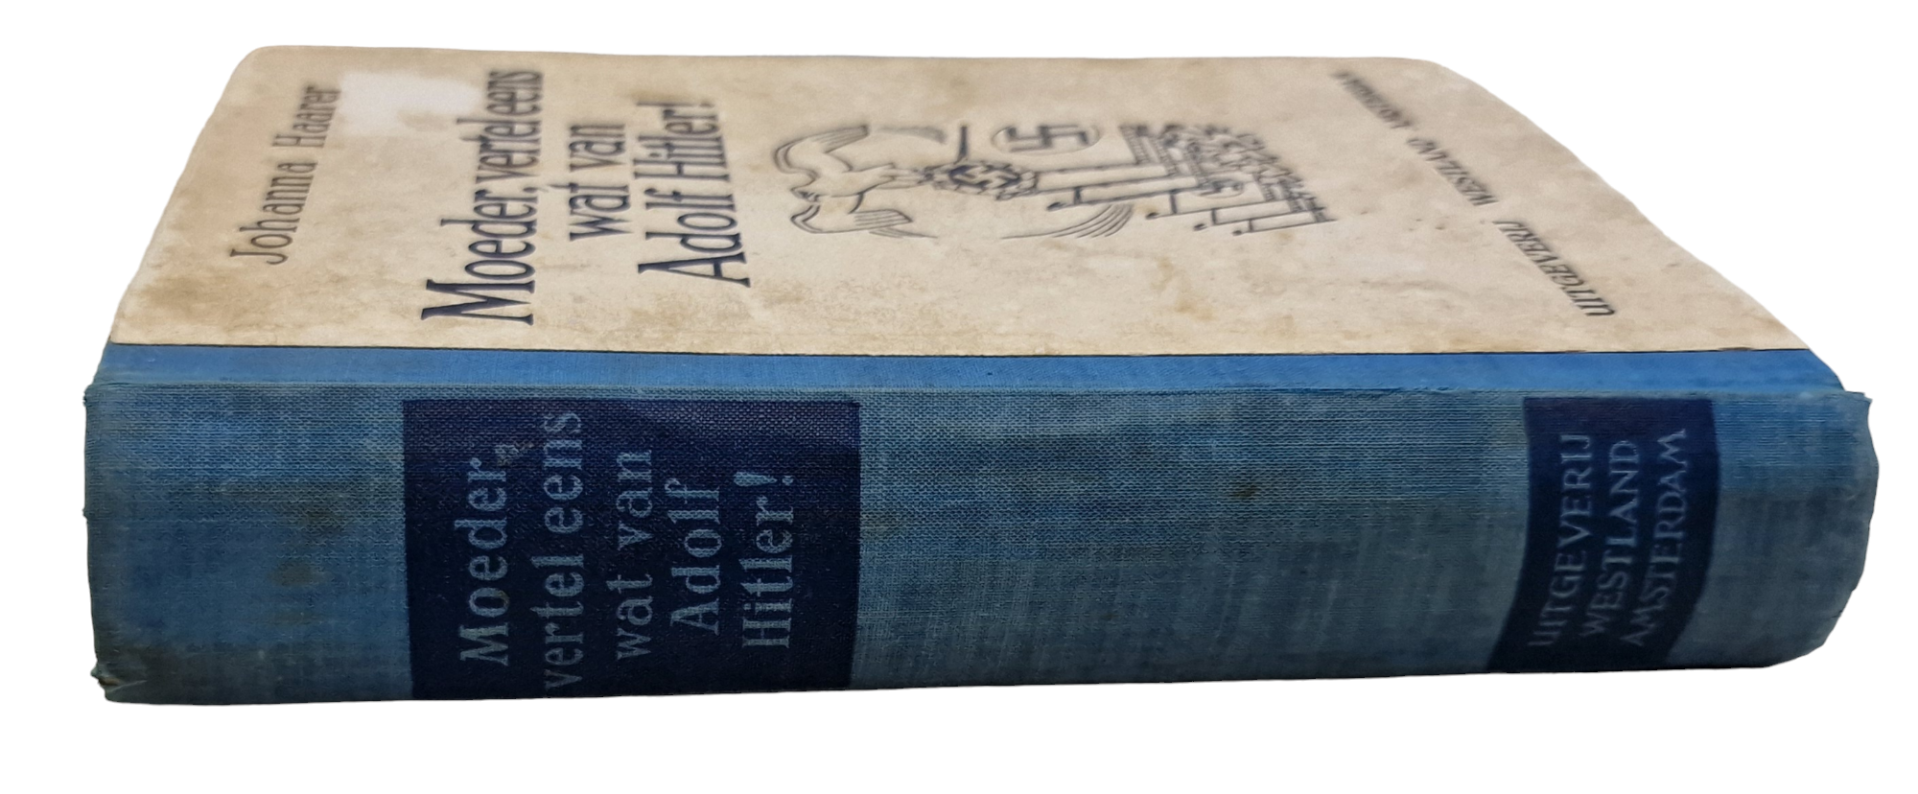 Johanna Haarer
Moeder, vertel eens
wat van
Adolf Hitler!
UITGEVERIJ WESTLAND AMSTERDAM
Moeder,
vertel eens
wat van
Adolf
Hitler!
UITGEVERIJ
WESTLAND
AMSTERDAM